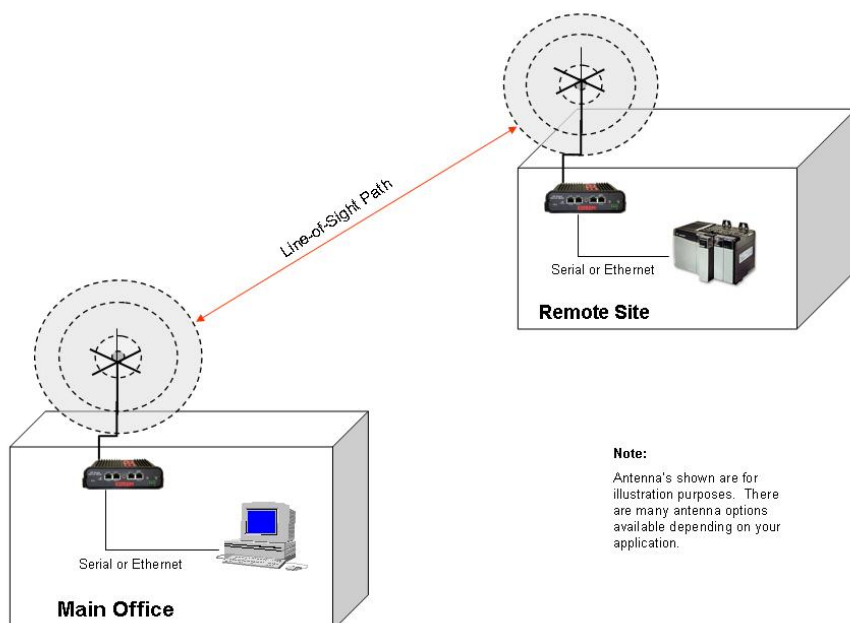 Line-of-Sight Path
Serial or Ethernet
Remote Site
Note:
Antenna's shown are for
illustration purposes. There
are many antenna options
available depending on your
application.
Serial or Ethernet
Main Office